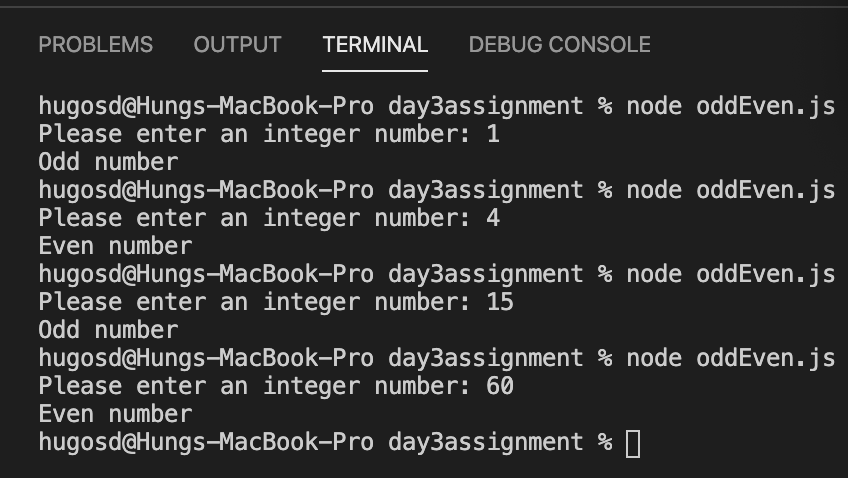 PROBLEMS OUTPUT TERMINAL DEBUG CONSOLE
hugosd@Hungs-MacBook-Pro day3assignment % node oddEven.js
Please enter an integer number: 1
Odd number
hugosd@Hungs-MacBook-Pro day3assignment % node oddEven.js
Please enter an integer number: 4
Even number
hugosd@Hungs-MacBook-Pro day3assignment % node oddEven.js
Please enter an integer number: 15
Odd number
hugosd@Hungs-MacBook-Pro day3assignment % node oddEven.js
Please enter an integer number: 60
Even number
hugosd@Hungs-MacBook-Pro day3assignment %